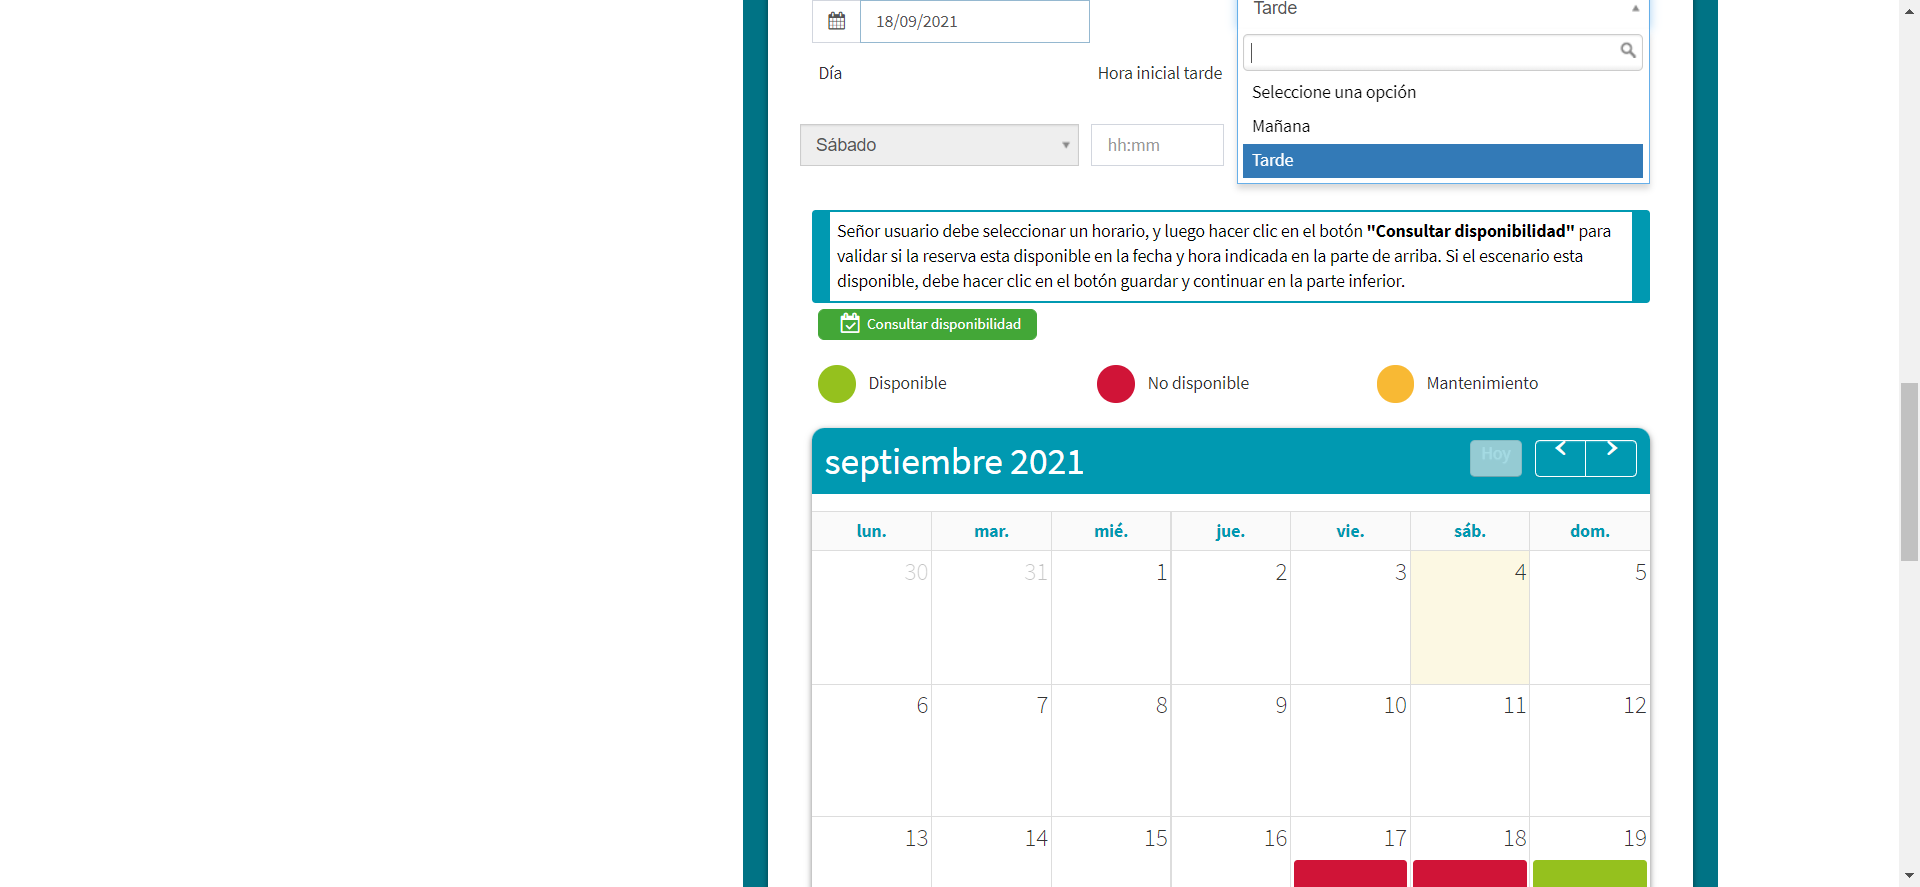 18/09/2021
Tarde
Día
Hora inicial tarde
Seleccione una opción
Mañana
Sábado
hh:mm
Tarde
Señor usuario debe seleccionar un horario, y luego hacer clic en el botón "Consultar disponibilidad" para
validar si la reserva esta disponible en la fecha y hora indicada en la parte de arriba. Si el escenario esta
disponible, debe hacer clic en el botón guardar y continuar en la parte inferior.
Consultar disponibilidad
Disponible
No disponible
Mantenimiento
septiembre 2021
Hoy
lun. mar. mié. jue. vie. sáb. dom.
30 31 1 2 3 4 5
6 7 8 9 10 11 12
13 14 15 16 17 18 19